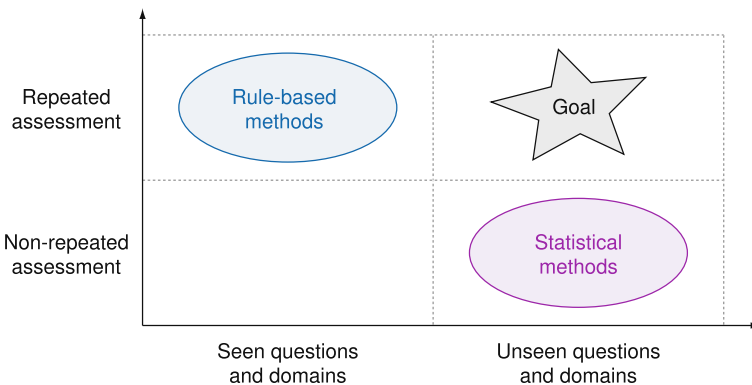 Repeated
assessment
Rule-based
methods
Goal
Non-repeated
assessment
Statistical
methods
Seen questions
and domains
Unseen questions
and domains